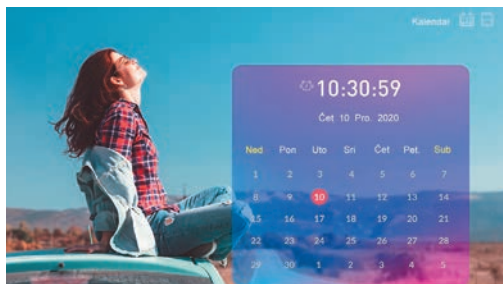 Kalendar
10:30:59
Čet 10 Pro. 2020
Ned Pon Uto Sri Čet Pet. Sub
1 2 3 4 5 6 7
8 9 10 11 12 13 14
15 16 17 18 19 20 21
22 23 24 25 26 27 28
29 30 1 2 3 4 5